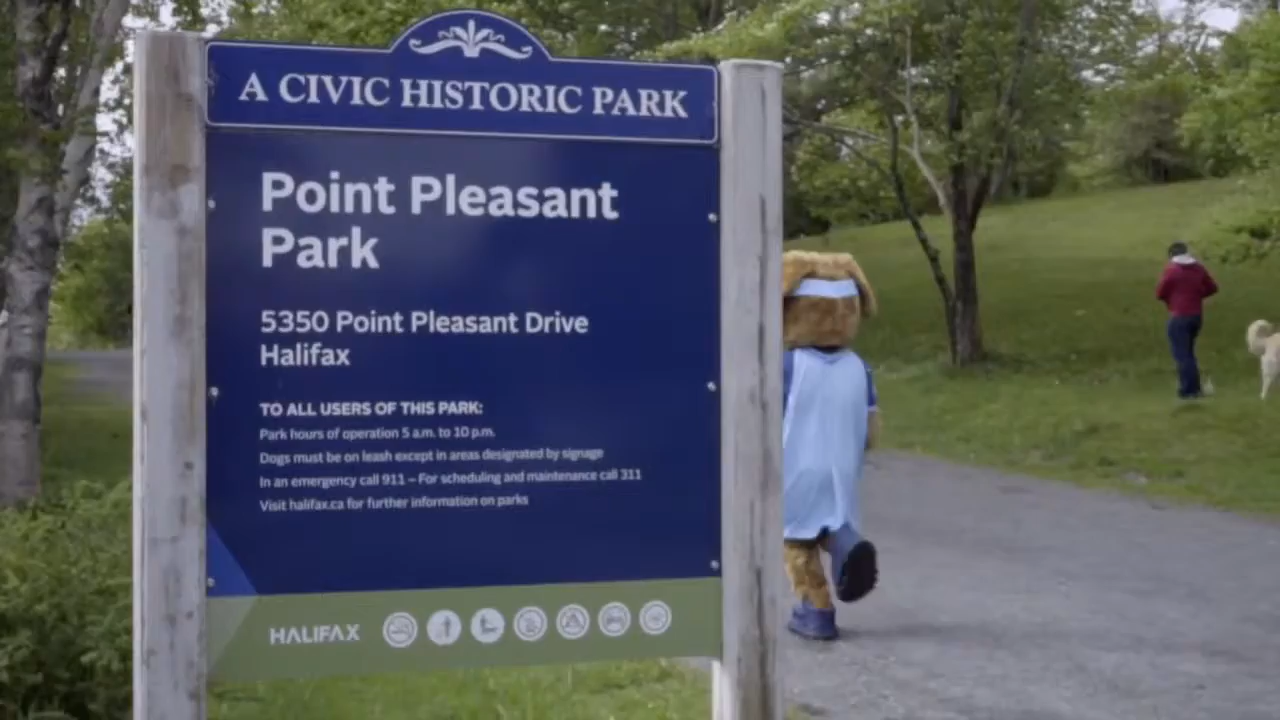 A CIVIC HISTORIC PARK
Point Pleasant
Park
5350 Point Pleasant Drive
Halifax
TO ALL USERS OF THIS PARK:
Park hours of operation 5 a.m. to 10 p.m.
Dogs must be on leash except in areas designated by signage
In an emergency call 911 – For scheduling and maintenance call 311
Visit halifax.ca for further information on parks
HALIFAX